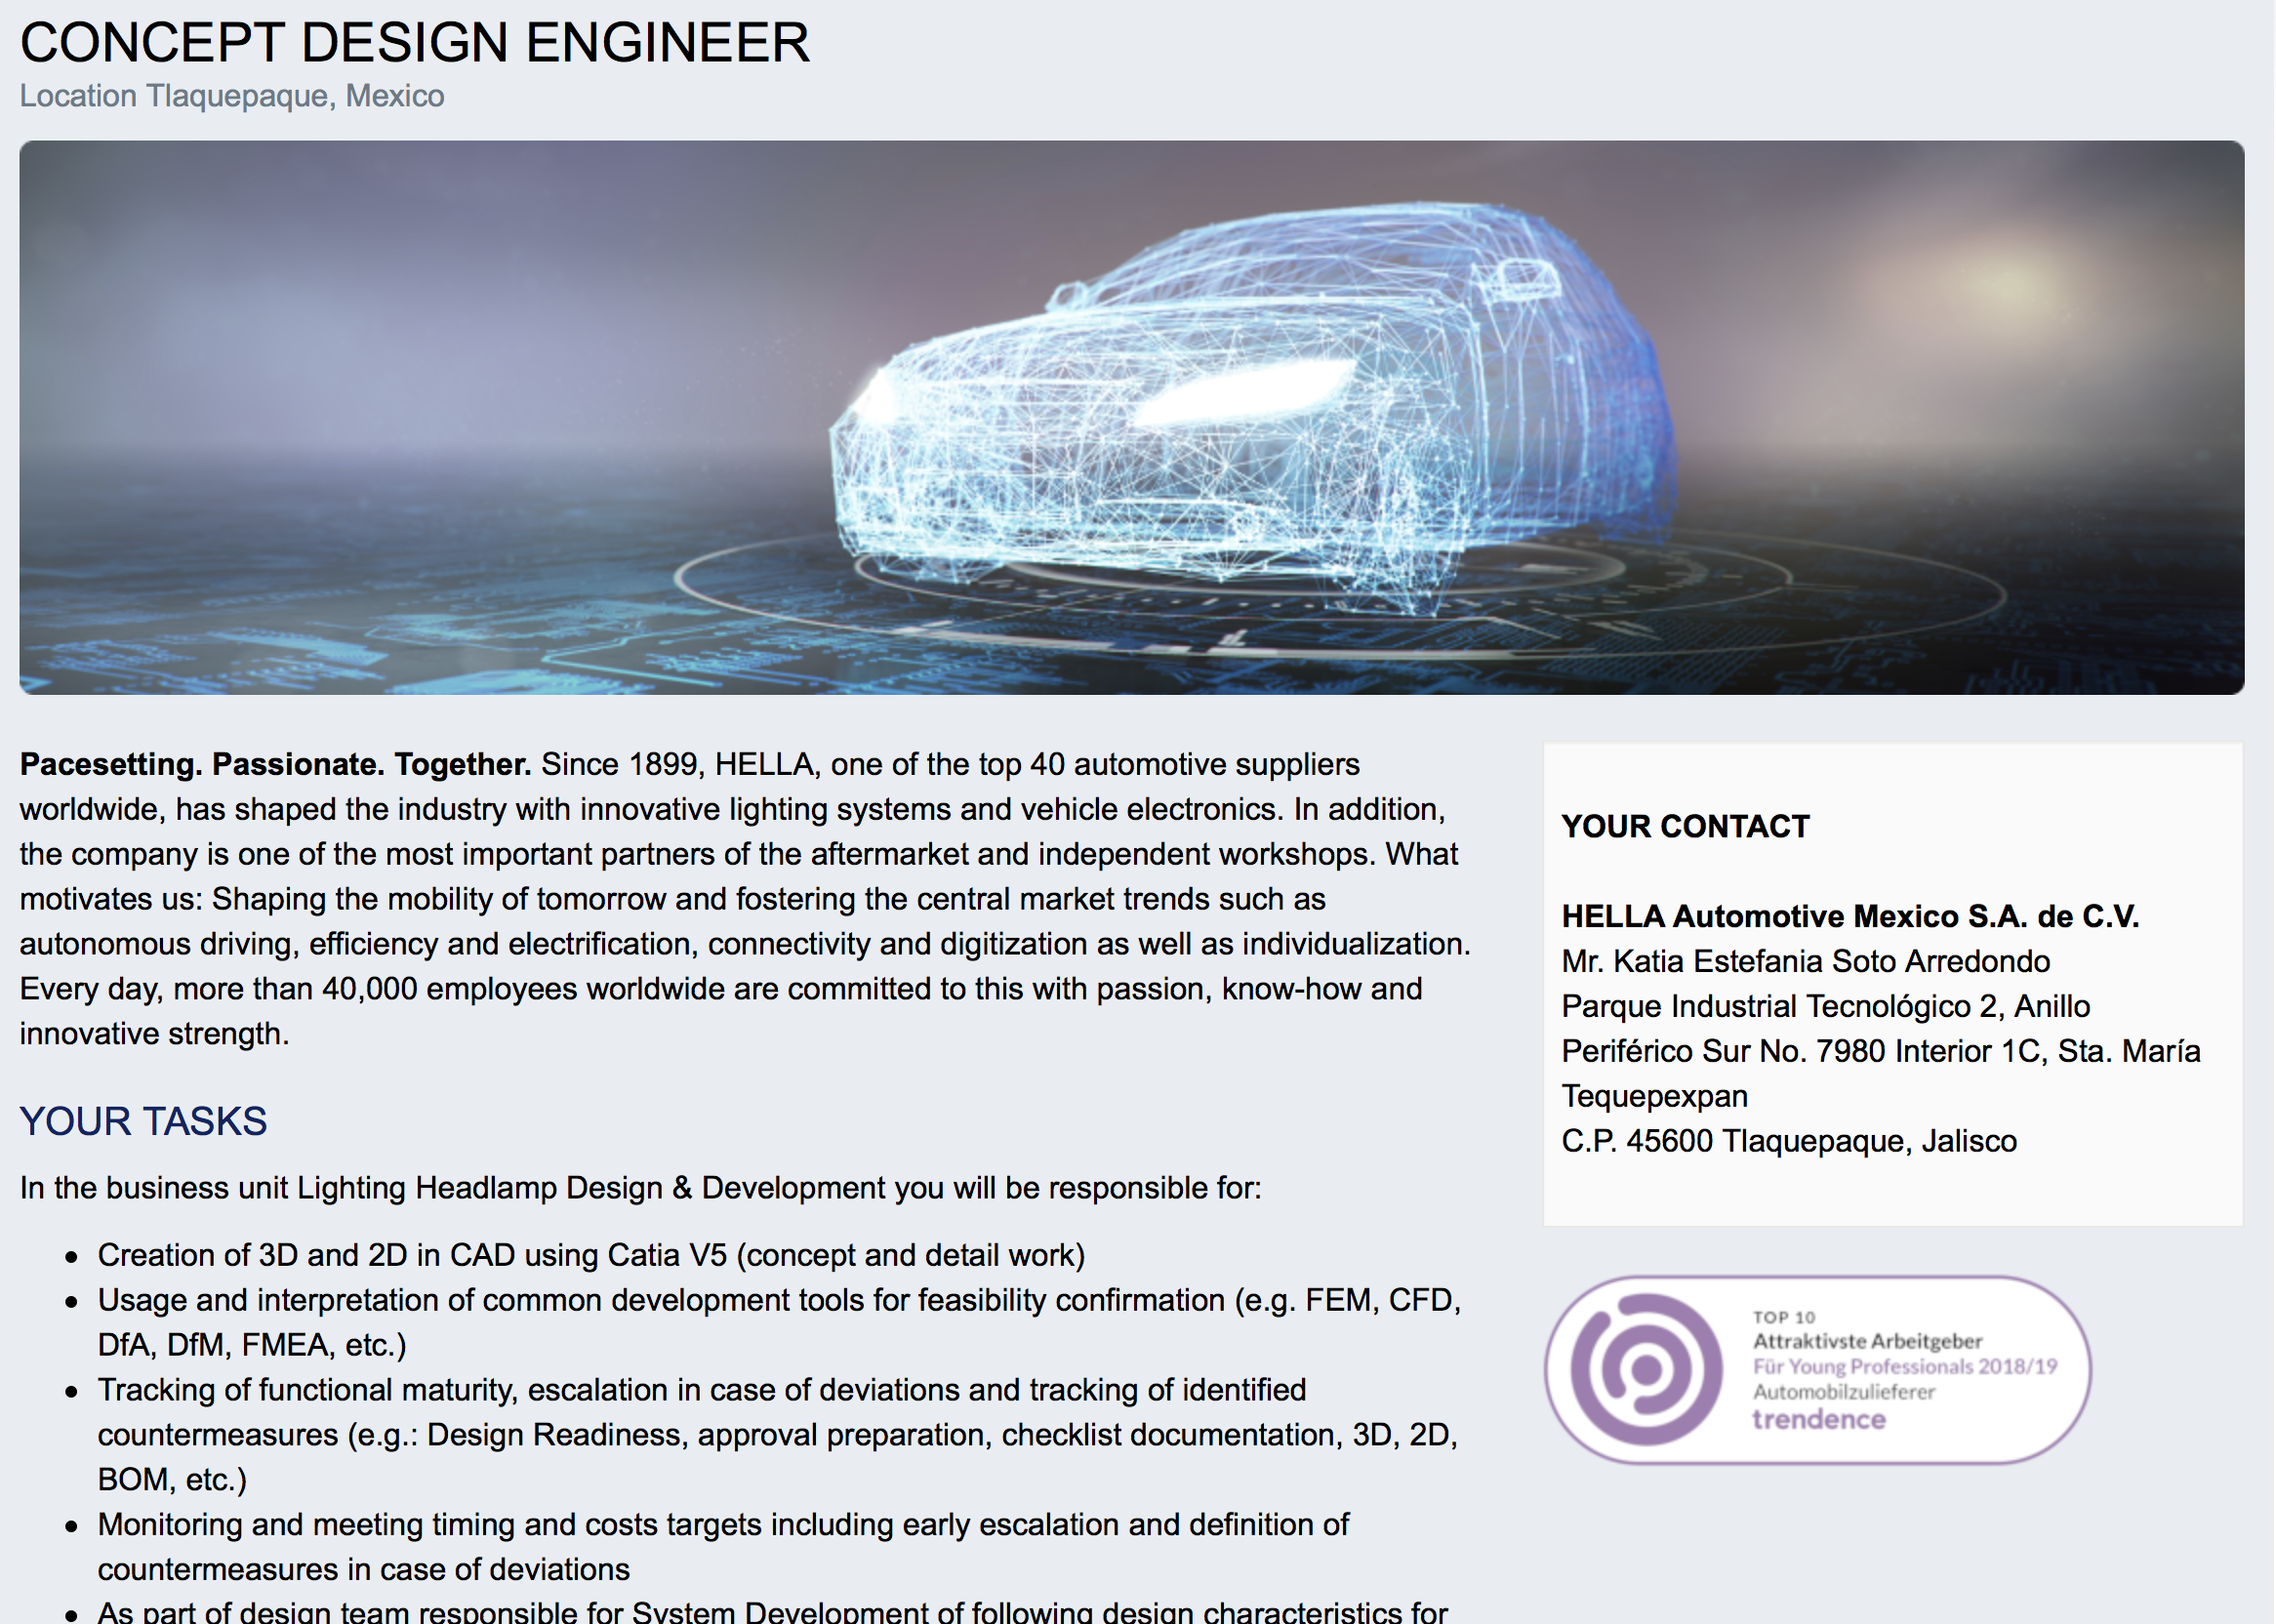 CONCEPT DESIGN ENGINEER
Location Tlaquepaque, Mexico
Pacesetting. Passionate. Together. Since 1899, HELLA, one of the top 40 automotive suppliers
worldwide, has shaped the industry with innovative lighting systems and vehicle electronics. In addition,
the company is one of the most important partners of the aftermarket and independent workshops. What
motivates us: Shaping the mobility of tomorrow and fostering the central market trends such as
autonomous driving, efficiency and electrification, connectivity and digitization as well as individualization.
Every day, more than 40,000 employees worldwide are committed to this with passion, know-how and
innovative strength.
YOUR TASKS
In the business unit Lighting Headlamp Design & Development you will be responsible for:
• Creation of 3D and 2D in CAD using Catia V5 (concept and detail work)
• Usage and interpretation of common development tools for feasibility confirmation (e.g. FEM, CFD,
DfA, DfM, FMEA, etc.)
• Tracking of functional maturity, escalation in case of deviations and tracking of identified
countermeasures (e.g.: Design Readiness, approval preparation, checklist documentation, 3D, 2D,
BOM, etc.)
• Monitoring and meeting timing and costs targets including early escalation and definition of
countermeasures in case of deviations
• As part of design team responsible for System Development of following design characteristics for
YOUR CONTACT
HELLA Automotive Mexico S.A. de C.V.
Mr. Katia Estefania Soto Arredondo
Parque Industrial Tecnológico 2, Anillo
Periférico Sur No. 7980 Interior 1C, Sta. María
Tequepexpan
C.P. 45600 Tlaquepaque, Jalisco
TOP 10
Attraktivste Arbeitgeber
Für Young Professionals 2018/19
Automobilzulieferer
trendence